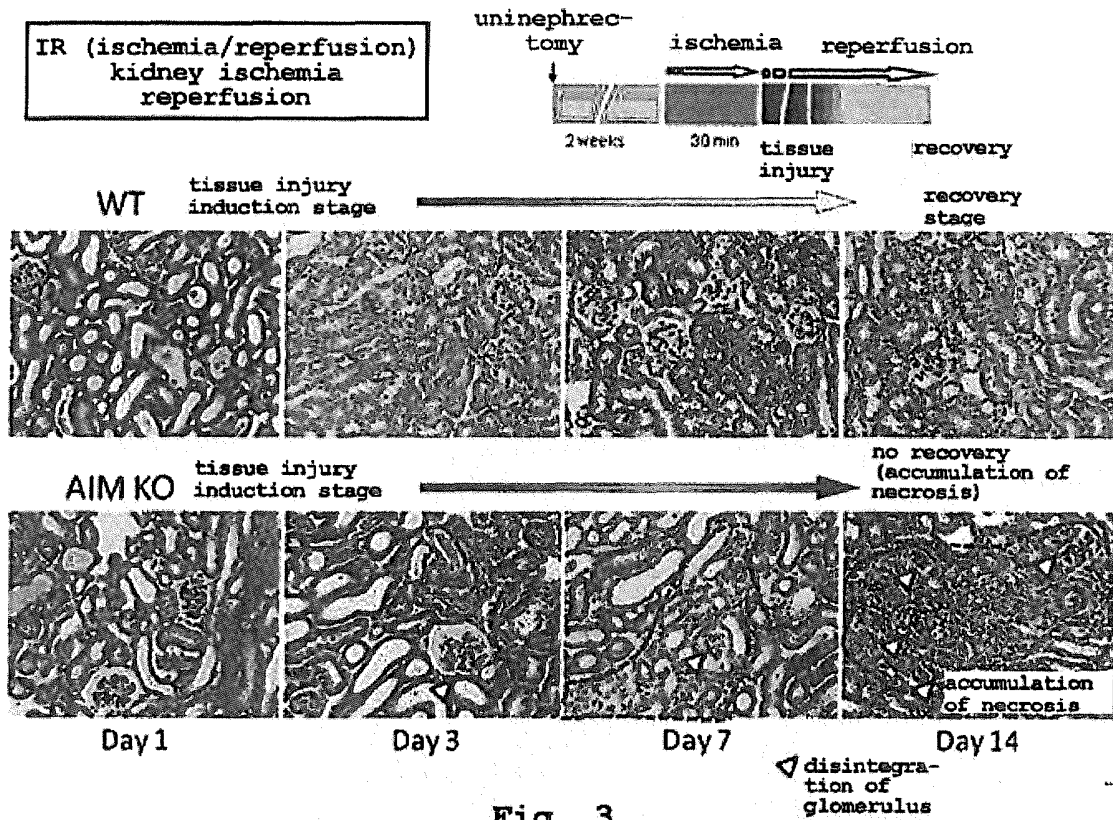 IR (ischemia/reperfusion)
kidney ischemia
reperfusion
uninephrec-
tomy
ischemia
reperfusion
2 weeks
30 min
tissue
injury
recovery
WT
tissue injury
induction stage
recovery
stage
AIM KO
tissue injury
induction stage
no recovery
(accumulation of
necrosis)
accumulation
of necrosis
Day 1
Day 3
Day 7
Day 14
disintegra-
tion of
glomerulus
Fig. 3